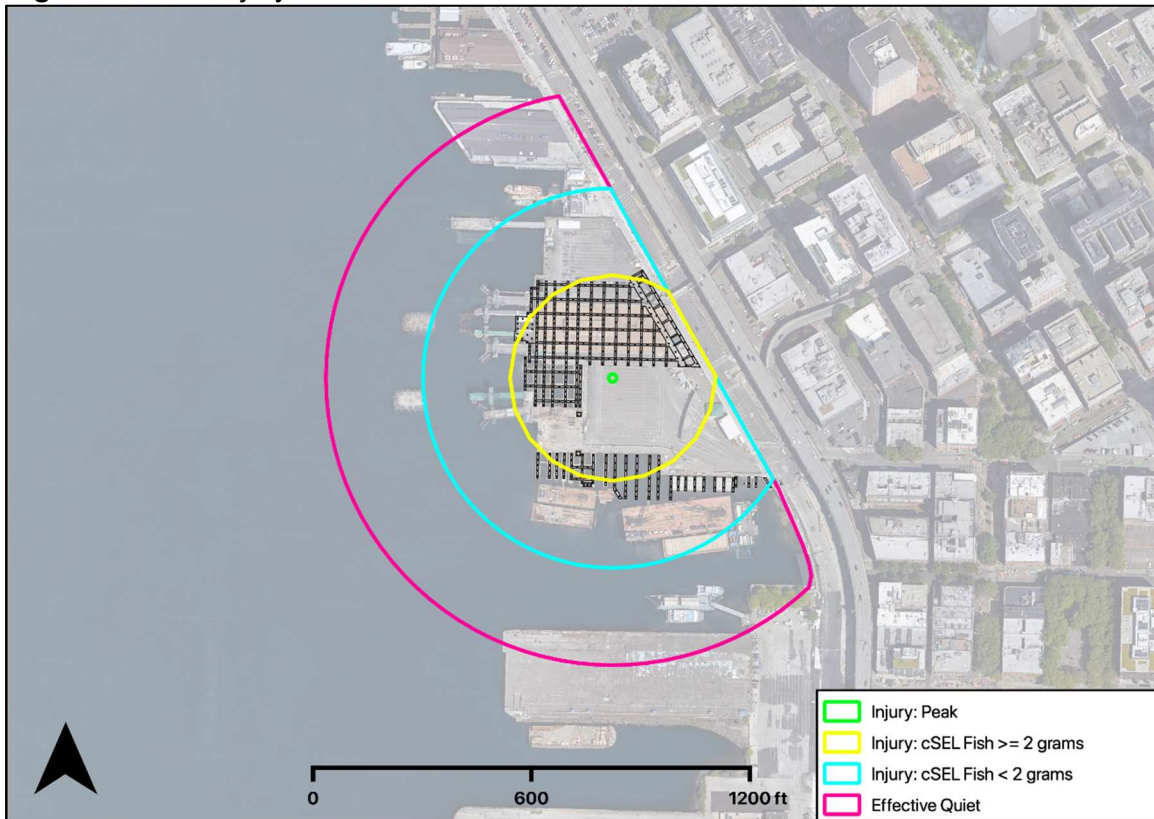 Injury: Peak
Injury: cSEL Fish >= 2 grams
Injury: cSEL Fish < 2 grams
Effective Quiet
0 600 1200 ft